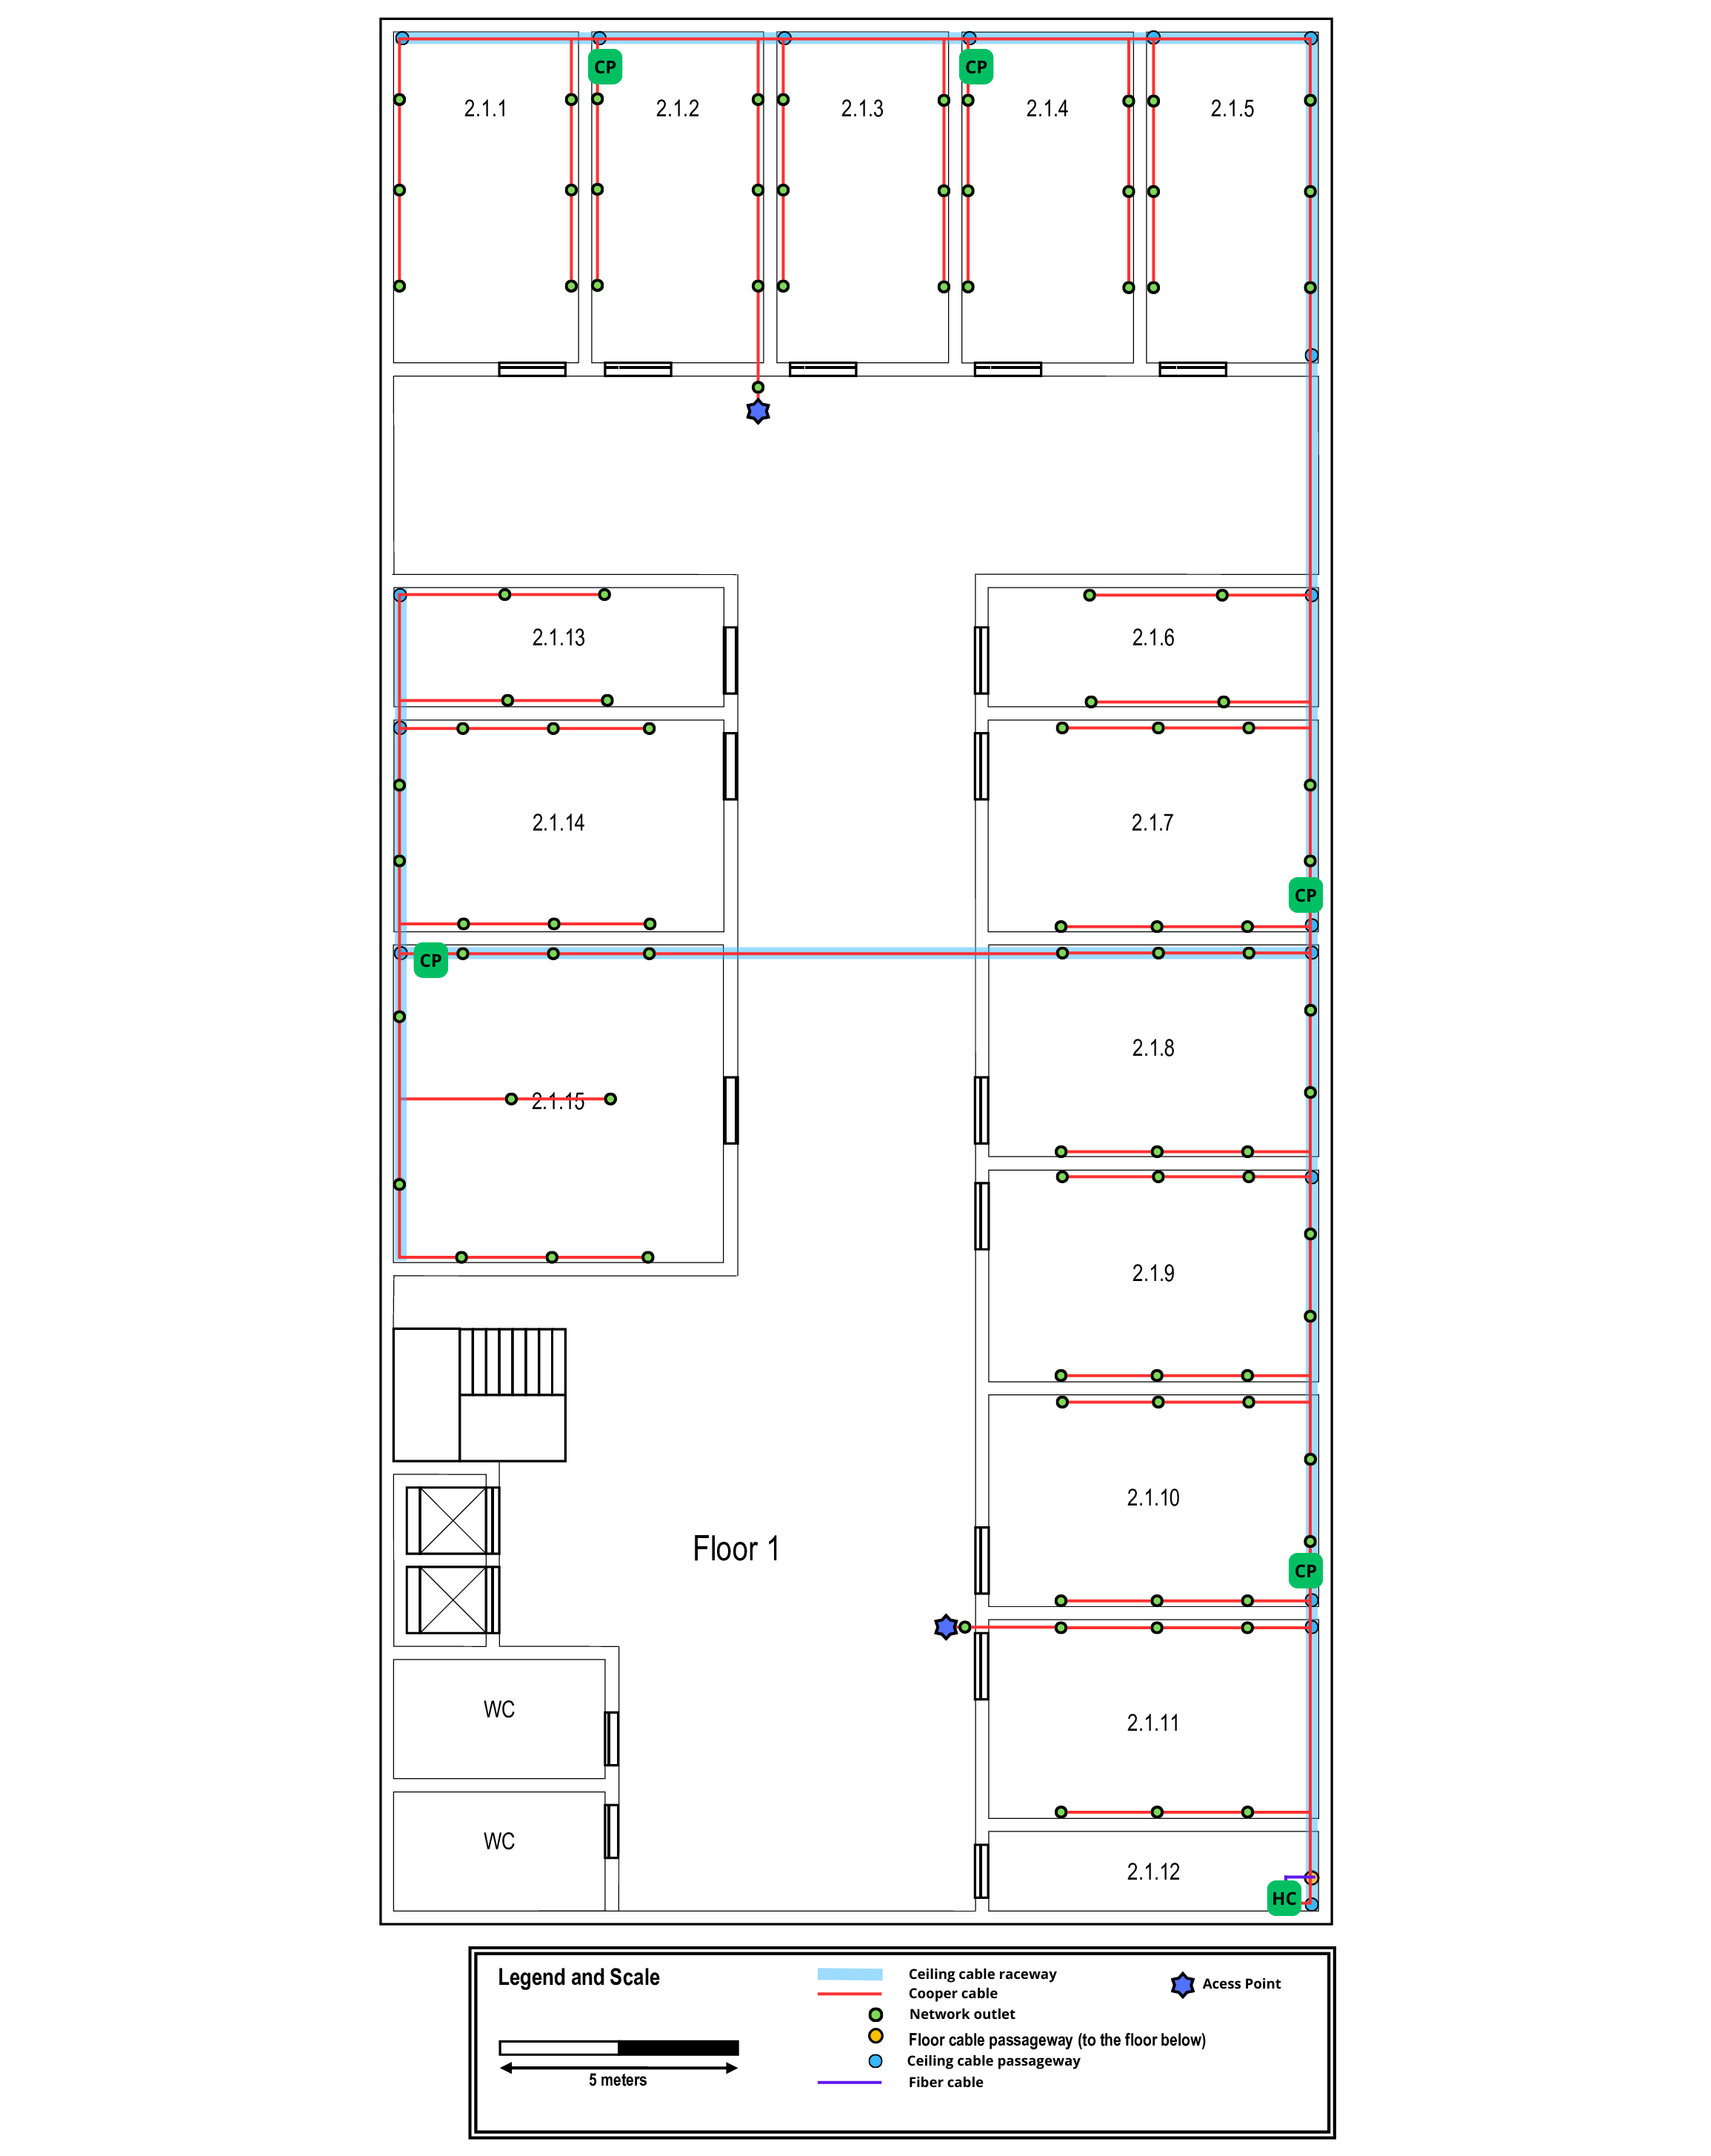 CP
CP
2.1.1
2.1.2
2.1.3
2.1.4
2.1.5
2.1.13
2.1.6
2.1.14
2.1.7
CP
CP
2.1.8
2.1.15
2.1.9
2.1.10
Floor 1
CP
WC
2.1.11
WC
2.1.12
HC
Legend and Scale
5 meters
Ceiling cable raceway
Cooper cable
Network outlet
Floor cable passageway (to the floor below)
Ceiling cable passageway
Fiber cable
Acess Point